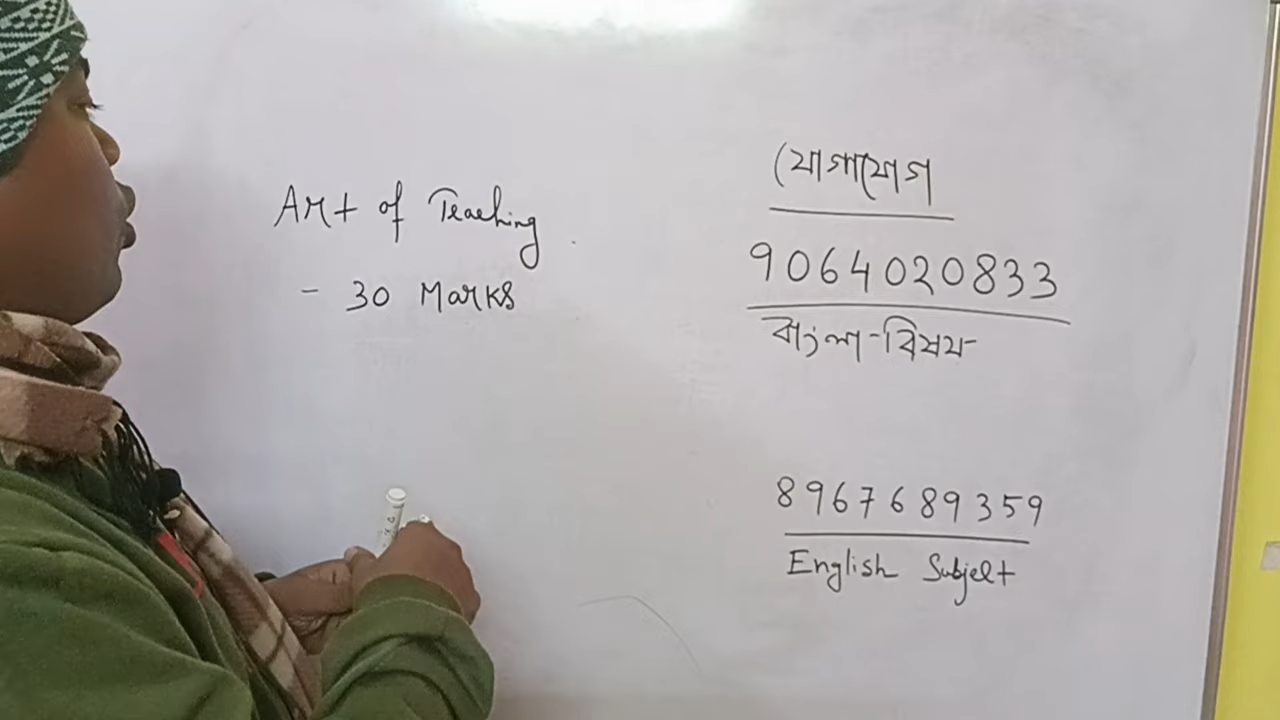 Art of Teaching
- 30 Marks
যোগাযোগ
9064020833
বাংলা-বিষয়
8967689359
English Subject